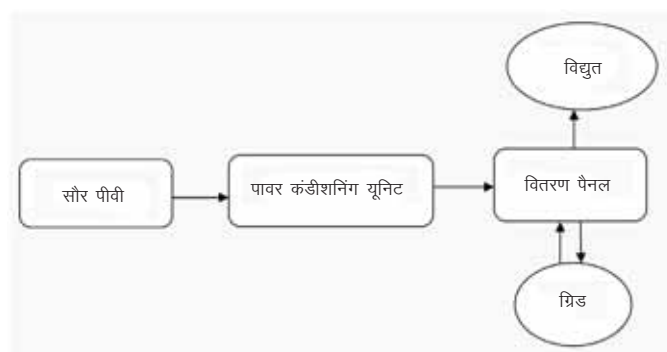 विद्युत
सौर पीवी
पावर कंडीशनिंग यूनिट
वितरण पैनल
ग्रिड